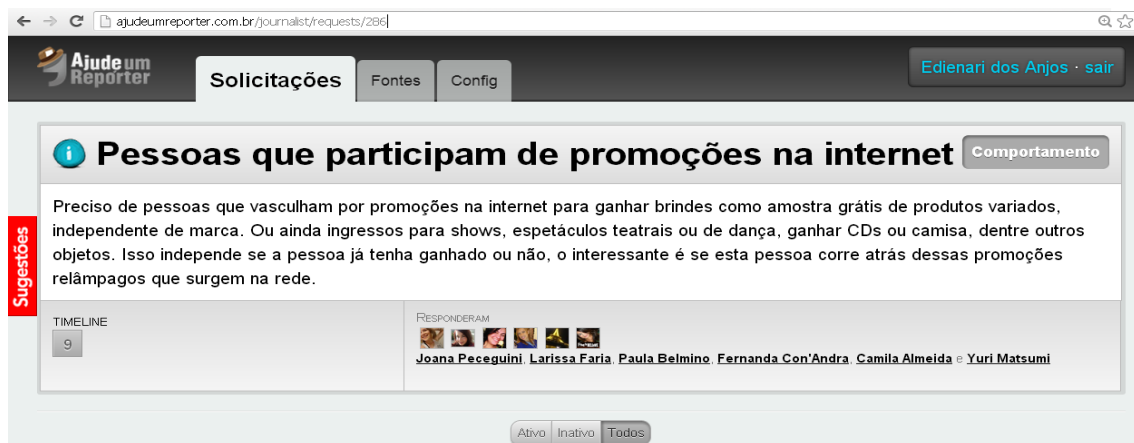 ajudeumreporter.com.br/journalist/requests/286
Ajude um
Reporter
Solicitações
Fontes
Config
Edienari dos Anjos · sair
Pessoas que participam de promoções na internet
Comportamento
Preciso de pessoas que vasculham por promoções na internet para ganhar brindes como amostra grátis de produtos variados,
independente de marca. Ou ainda ingressos para shows, espetáculos teatrais ou de dança, ganhar CDs ou camisa, dentre outros
objetos. Isso independe se a pessoa já tenha ganhado ou não, o interessante é se esta pessoa corre atrás dessas promoções
relâmpagos que surgem na rede.
Sugestões
TIMELINE
9
Responderam
Joana Peceguini, Larissa Faria, Paula Belmino, Fernanda Con'Andra, Camila Almeida e Yuri Matsumi
Ativo Inativo Todos